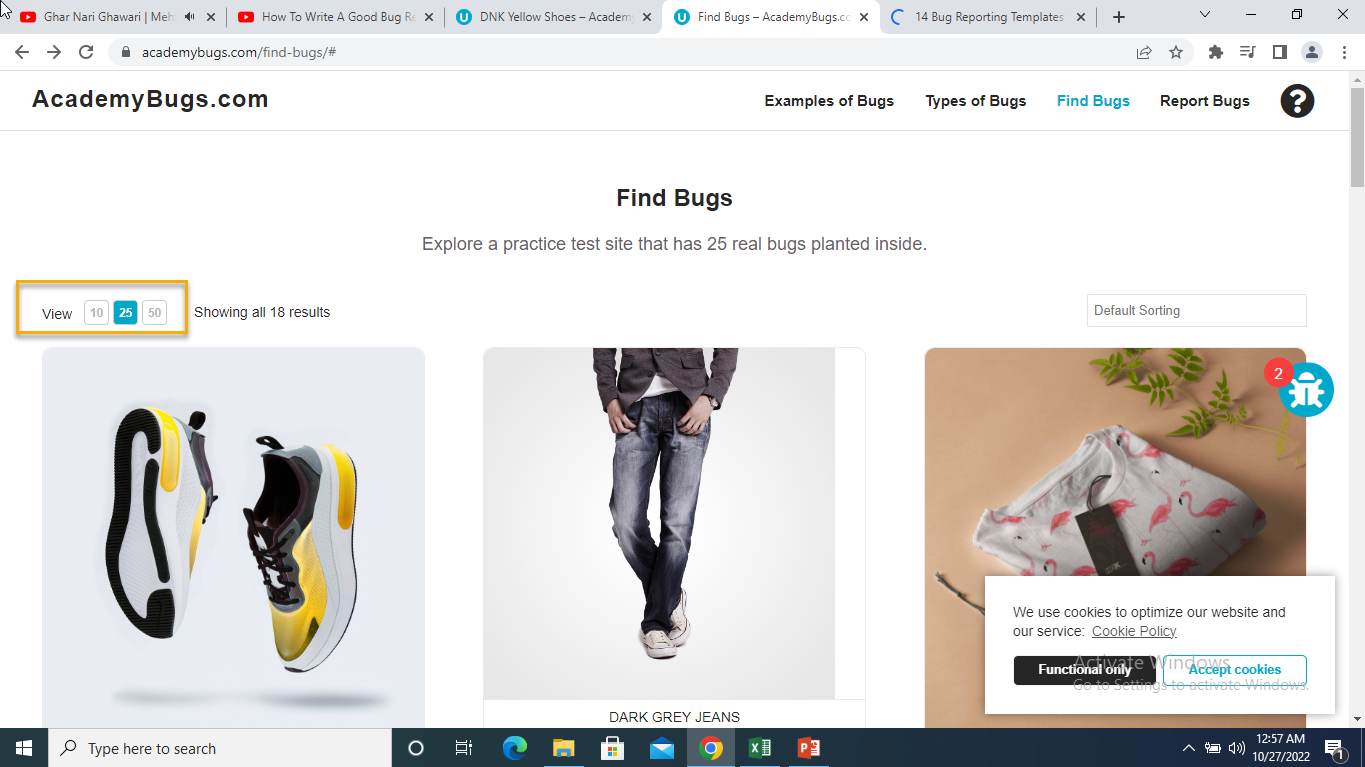 Ghar Nari Ghawari | Meh
How To Write A Good Bug Re
DNK Yellow Shoes – Academy
Find Bugs – AcademyBugs.co
14 Bug Reporting Templates
academybugs.com/find-bugs/#
AcademyBugs.com
Examples of Bugs
Types of Bugs
Find Bugs
Report Bugs
?
Find Bugs
Explore a practice test site that has 25 real bugs planted inside.
View 10 25 50 Showing all 18 results
Default Sorting
2
We use cookies to optimize our website and
our service: Cookie Policy
Functional only
Accept cookies
Activate Windows
Go to Settings to activate Windows.
DARK GREY JEANS
Type here to search
12:57 AM
10/27/2022
1